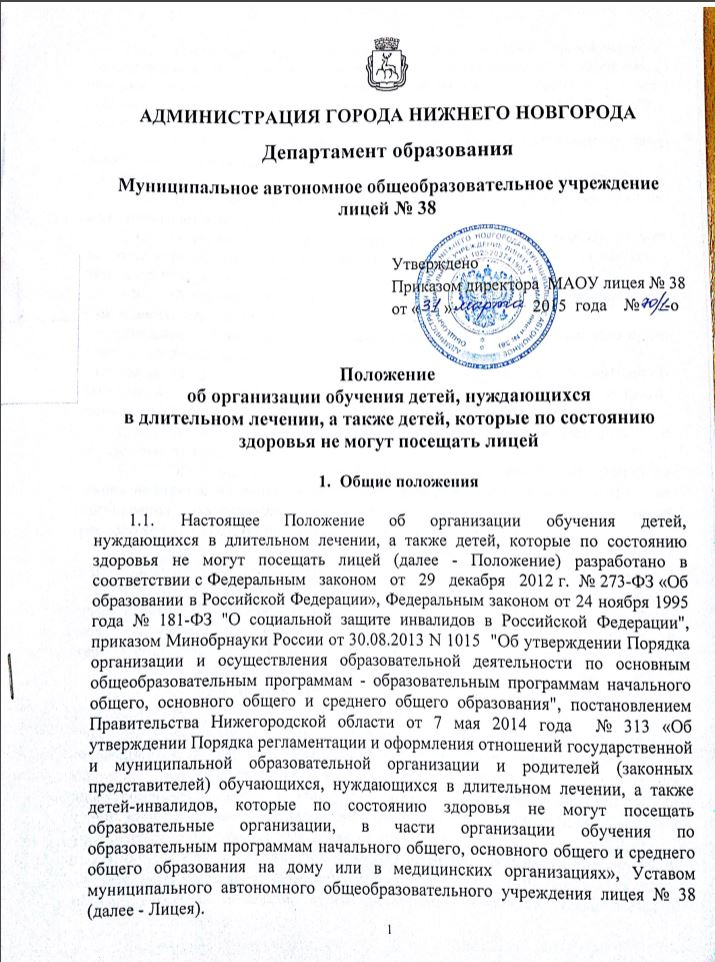 АДМИНИСТРАЦИЯ ГОРОДА НИЖНЕГО НОВГОРОДА
Департамент образования
Муниципальное автономное общеобразовательное учреждение
лицей № 38
Утверждено
Приказом директора МАОУ лицея № 38
от «31» марта 2015 года №
Положение
об организации обучения детей, нуждающихся
в длительном лечении, а также детей, которые по состоянию
здоровья не могут посещать лицей
1. Общие положения
1.1. Настоящее Положение об организации обучения детей,
нуждающихся в длительном лечении, а также детей, которые по состоянию
здоровья не могут посещать лицей (далее - Положение) разработано в
соответствии с Федеральным законом от 29 декабря 2012 г. № 273-ФЗ «Об
образовании в Российской Федерации», Федеральным законом от 24 ноября 1995
года № 181-ФЗ "О социальной защите инвалидов в Российской Федерации",
приказом Минобрнауки России от 30.08.2013 N 1015 "Об утверждении Порядка
организации и осуществления образовательной деятельности по основным
общеобразовательным программам - образовательным программам начального
общего, основного общего и среднего общего образования", постановлением
Правительства Нижегородской области от 7 мая 2014 года № 313 «Об
утверждении Порядка регламентации и оформления отношений государственной
и муниципальной образовательной организации и родителей (законных
представителей) обучающихся, нуждающихся в длительном лечении, а также
детей-инвалидов, которые по состоянию здоровья не могут посещать
образовательные организации, в части организации обучения по
образовательным программам начального общего, основного общего и среднего
общего образования на дому или в медицинских организациях», Уставом
муниципального автономного общеобразовательного учреждения лицея № 38
(далее - Лицея).
1